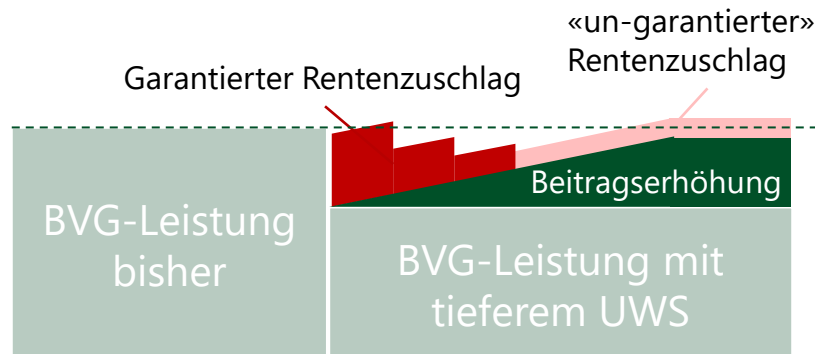 «un-garantierter»
Rentenzuschlag
Garantierter Rentenzuschlag
Beitragserhöhung
BVG-Leistung
bisher
BVG-Leistung mit
tieferem UWS